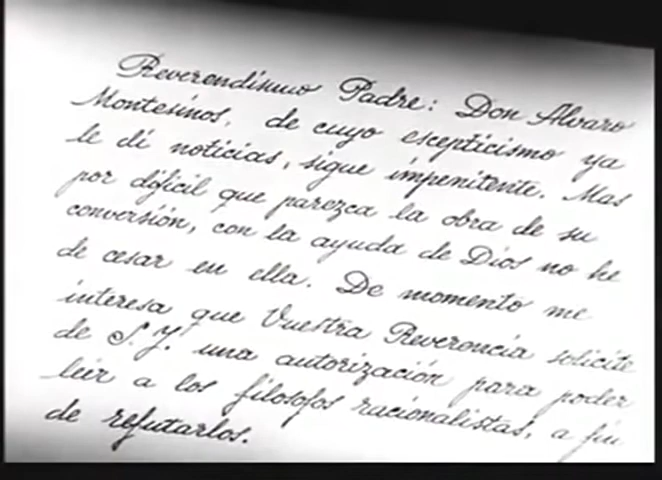 Reverendísimo Padre: Don Alvaro
Montesinos, de cuyo escepticismo ya
le di noticias, sigue impenitente. Mas
por difícil que parezca la obra de su
conversión, con la ayuda de Dios no he
de cesar en ella. De momento me
interesa que Vuestra Reverencia solicite
de S. una autorización para poder
leer a los filósofos racionalistas, a fin
de refutarlos.